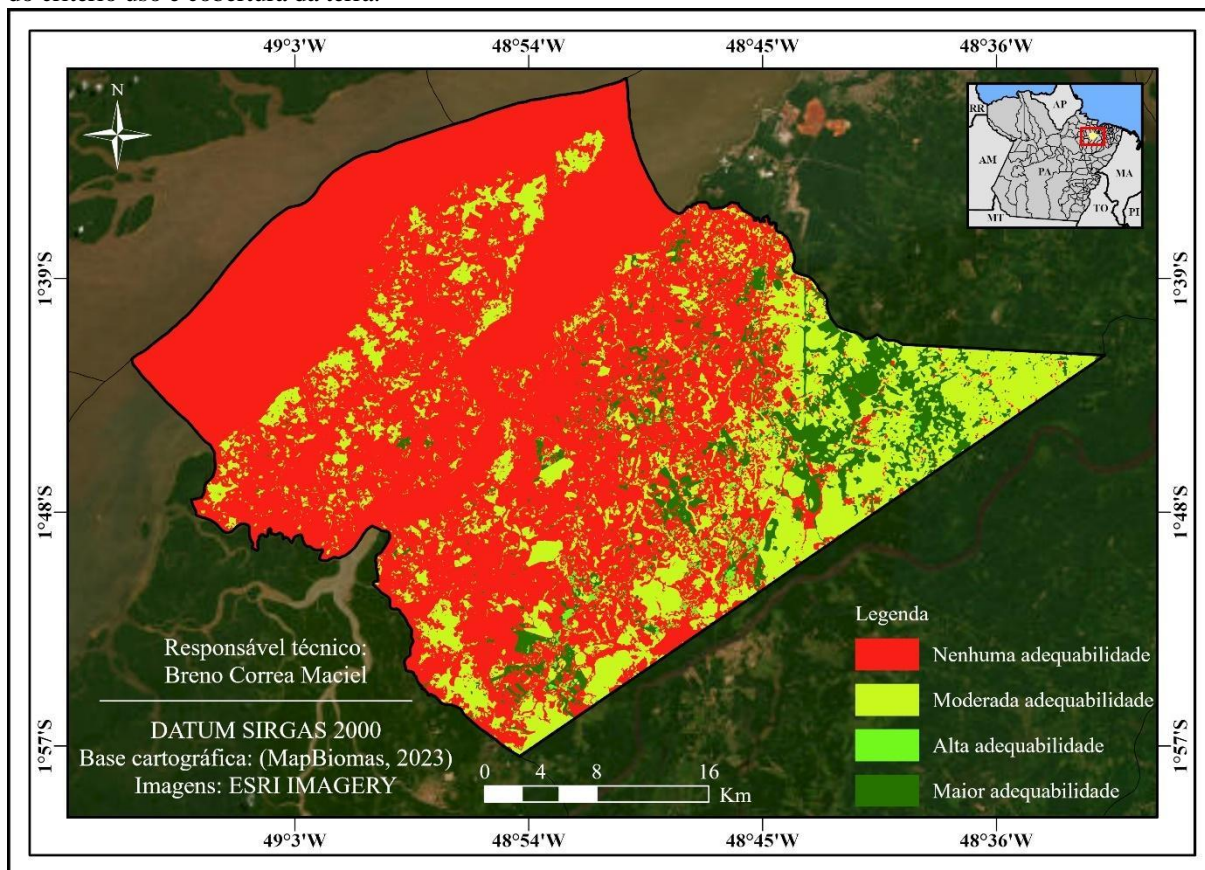 do critério uso e cobertura da terra.
49°3'W 48°54'W 48°45'W 48°36'W
N
RR AP
AM PA MA
MT TO PI
1°39'S 1°39'S
1°48'S 1°48'S
1°57'S 1°57'S
Responsável técnico:
Breno Correa Maciel
DATUM SIRGAS 2000
Base cartográfica: (MapBiomas, 2023)
Imagens: ESRI IMAGERY
0 4 8 16
Km
Legenda
Nenhuma adequabilidade
Moderada adequabilidade
Alta adequabilidade
Maior adequabilidade
49°3'W 48°54'W 48°45'W 48°36'W